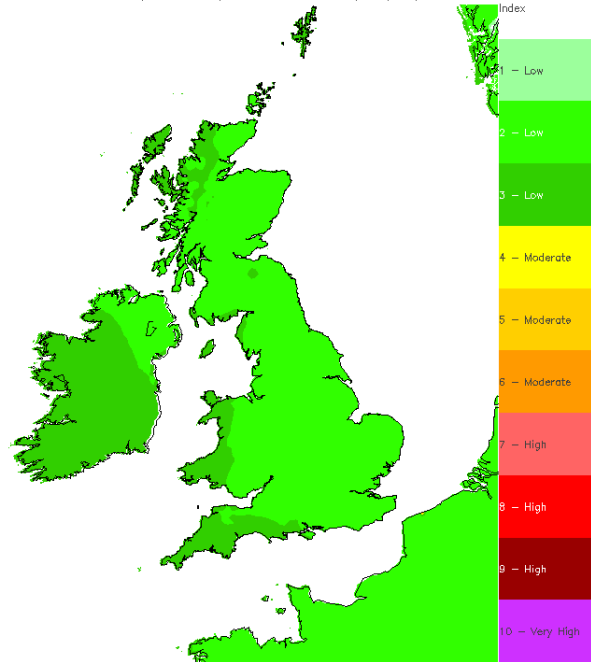 Index
1 - Low
2 - Low
3 - Low
4 - Moderate
5 - Moderate
6 - Moderate
7 - High
8 - High
9 - High
10 - Very High